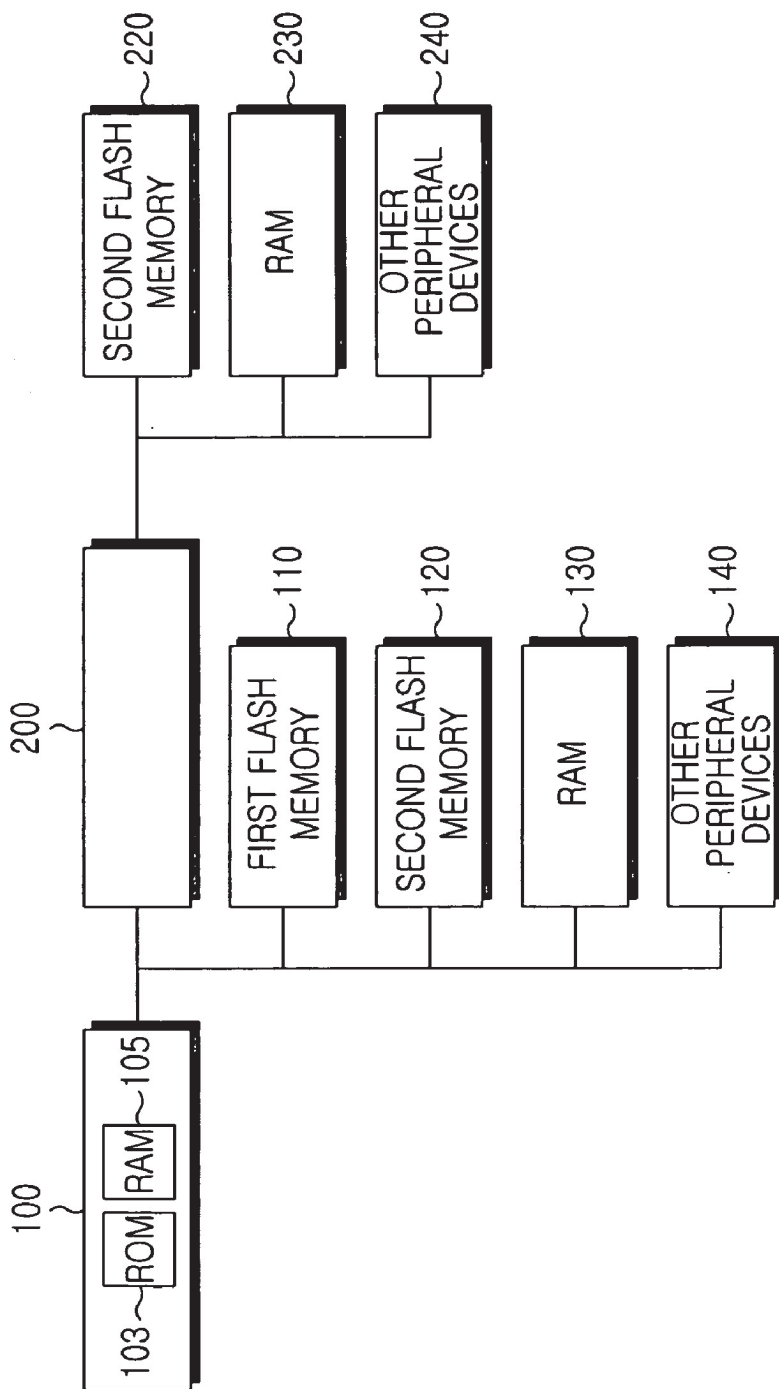 100
103
ROM
RAM
105
200
FIRST FLASH
MEMORY
110
SECOND FLASH
MEMORY
120
RAM
130
OTHER
PERIPHERAL
DEVICES
140
SECOND FLASH
MEMORY
220
RAM
230
OTHER
PERIPHERAL
DEVICES
240